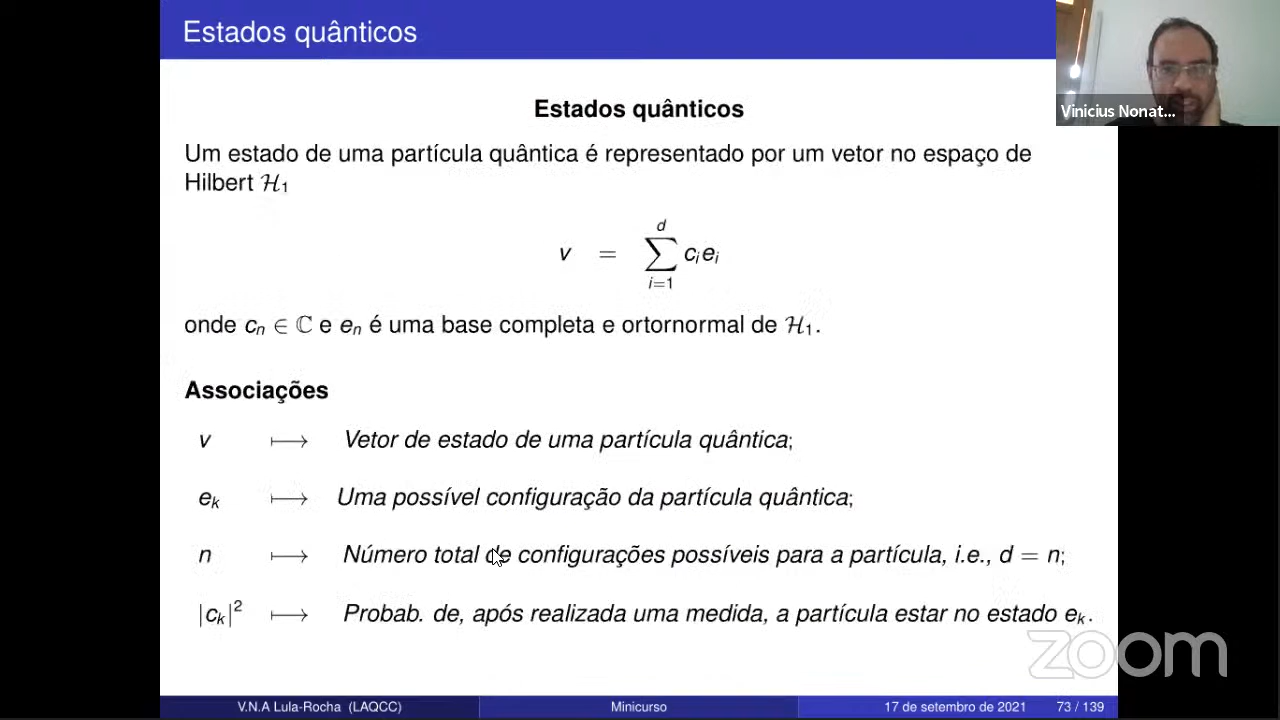 Estados quânticos
Vinicius Nonat...
Estados quânticos
Um estado de uma partícula quântica é representado por um vetor no espaço de
Hilbert ℋ₁
v = ∑ᵢ₌₁ᵈ cᵢeᵢ
onde cₙ ∈ ℂ e eₙ é uma base completa e ortornormal de ℋ₁.
Associações
v ⟼ Vetor de estado de uma partícula quântica;
eₖ ⟼ Uma possível configuração da partícula quântica;
n ⟼ Número total de configurações possíveis para a partícula, i.e., d = n;
|cₖ|² ⟼ Probab. de, após realizada uma medida, a partícula estar no estado eₖ.
zoom
V.N.A Lula-Rocha (LAQCC) Minicurso 17 de setembro de 2021 73 / 139